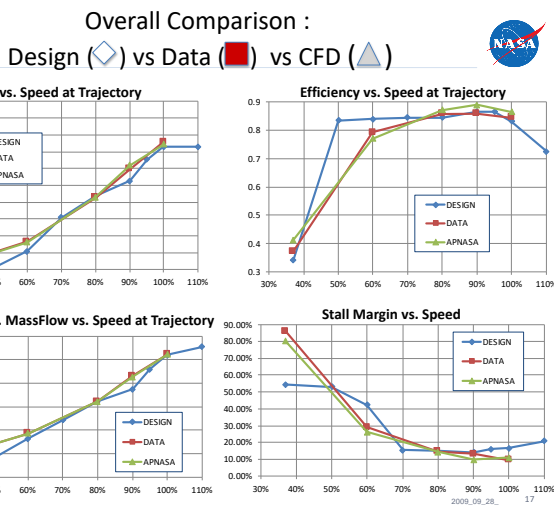 Overall Comparison :
Design ( ) vs Data ( ) vs CFD ( )
NASA
vs. Speed at Trajectory
ESIGN
ATA
PNASA
60% 70% 80% 90% 100% 110%
Efficiency vs. Speed at Trajectory
0.9
0.8
0.7
0.6
0.5
0.4
0.3
DESIGN
DATA
APNASA
30% 40% 50% 60% 70% 80% 90% 100% 110%
. MassFlow vs. Speed at Trajectory
DESIGN
DATA
APNASA
60% 70% 80% 90% 100% 110%
Stall Margin vs. Speed
90.00%
80.00%
70.00%
60.00%
50.00%
40.00%
30.00%
20.00%
10.00%
0.00%
DESIGN
DATA
APNASA
30% 40% 50% 60% 70% 80% 90% 100% 110%
2009_09_28_ 17